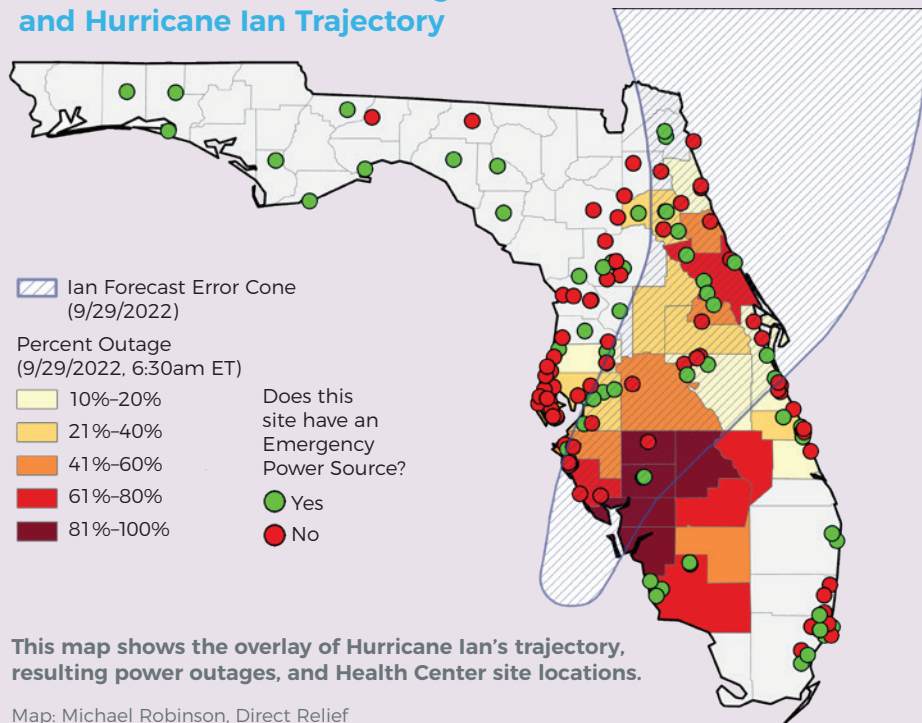 and Hurricane Ian Trajectory
Ian Forecast Error Cone
(9/29/2022)
Percent Outage
(9/29/2022, 6:30am ET)
10%–20%
21%–40%
41%–60%
61%–80%
81%–100%
Does this
site have an
Emergency
Power Source?
Yes
No
This map shows the overlay of Hurricane Ian's trajectory,
resulting power outages, and Health Center site locations.
Map: Michael Robinson, Direct Relief